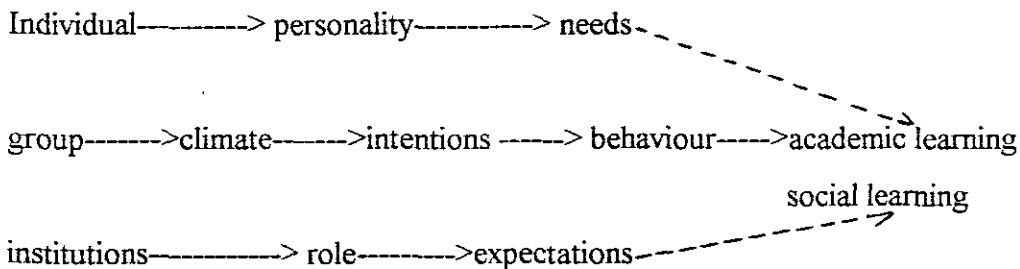 Individual----------> personality-----------> needs
group------->climate------->intentions ------> behaviour----->academic learning
social learning
institutions-----------> role--------->expectations